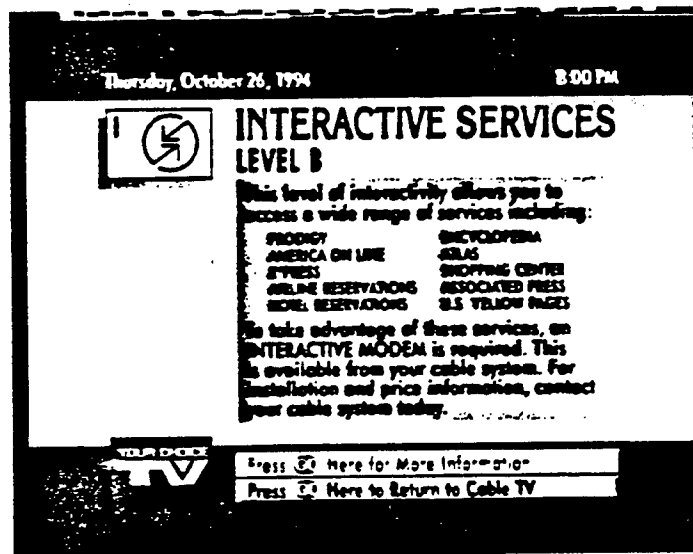 Thursday, October 26, 1994 8:00 PM
INTERACTIVE SERVICES
LEVEL B
This level of interactivity allows you to
access a wide range of services including:
PRODIGY ENCYCLOPEDIA
AMERICA ON LINE ATLAS
X*PRESS SHOPPING CENTER
AIRLINE RESERVATIONS ASSOCIATED PRESS
HOTEL RESERVATIONS U.S YELLOW PAGES
To take advantage of these services, an
INTERACTIVE MODEM is required. This
is available from your cable system. For
installation and price information, contact
your cable system today.
YOUR CHOICE
TV
Press Here for More Information
Press Here to Return to Cable TV